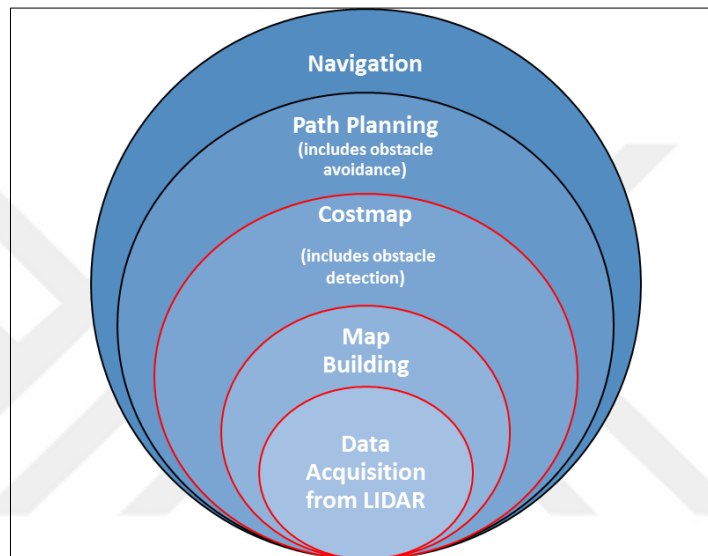 Navigation
Path Planning
(includes obstacle
avoidance)
Costmap
(includes obstacle
detection)
Map
Building
Data
Acquisition
from LIDAR